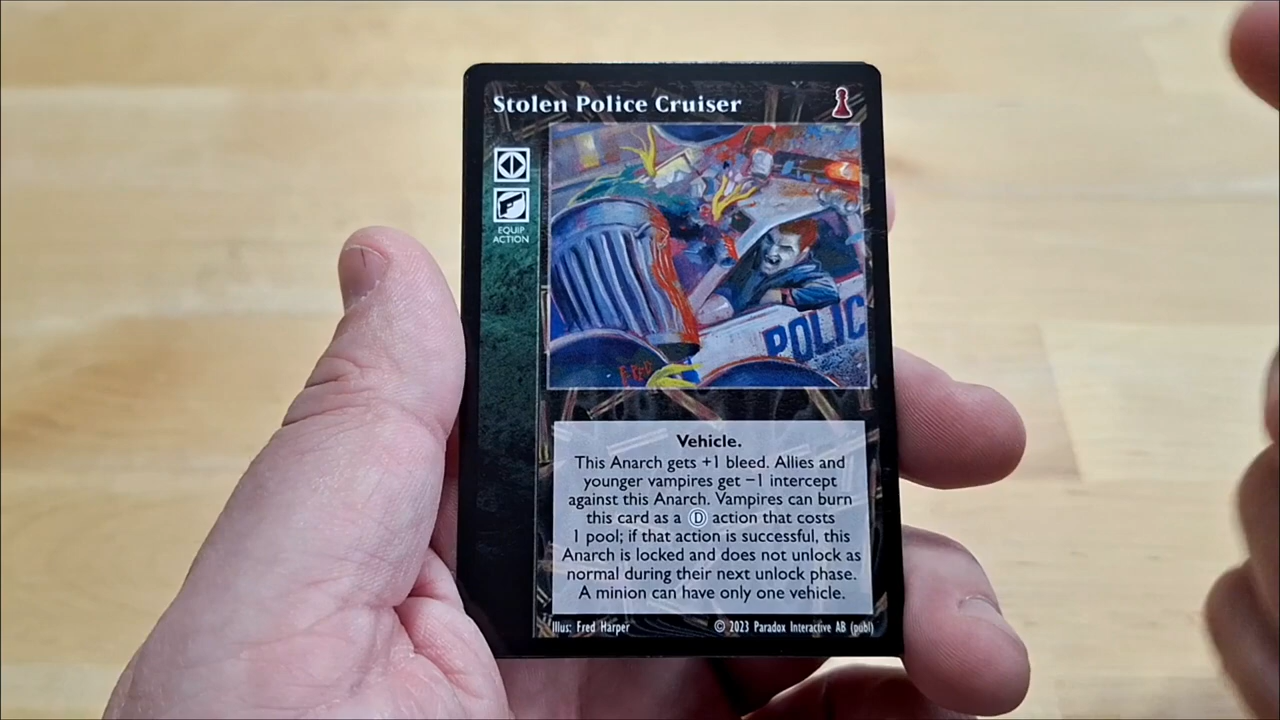 Stolen Police Cruiser
EQUIP
ACTION
POLIC
FRED
Vehicle.
This Anarch gets +1 bleed. Allies and
younger vampires get −1 intercept
against this Anarch. Vampires can burn
this card as a Ⓓ action that costs
1 pool; if that action is successful, this
Anarch is locked and does not unlock as
normal during their next unlock phase.
A minion can have only one vehicle.
Illus: Fred Harper
© 2023 Paradox Interactive AB (publ)